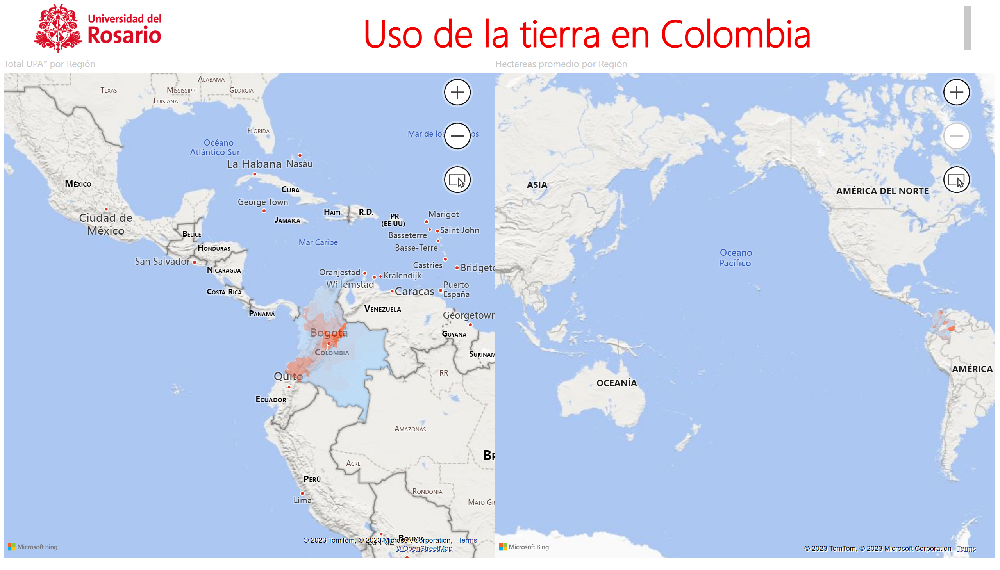 Universidad del
Rosario
Uso de la tierra en Colombia
Total UPA* por Región
Hectareas promedio por Región
ALABAMA
TEXAS
MISSISSIPPI
GEORGIA
LUISIANA
FLORIDA
Mar de los
os
Océano
Atlántico Sur
La Habana
Nasáu
MÉXICO
CUBA
George Town
HAITÍ
R.D.
PR
(EE UU)
JAMAICA
Marigot
Ciudad de
México
BELICE
Saint John
Basseterre
Mar Caribe
Basse-Terre
HONDURAS
San Salvador
Castries
Bridgeto
NICARAGUA
Oranjestad
Kralendijk
Willemstad
Caracas
Puerto
España
COSTA RICA
VENEZUELA
PANAMÁ
Georgetown
Bogotá
GUYANA
COLOMBIA
SURINAM
RR
Quito
ECUADOR
AMAZONAS
BR
ACRE
PERÚ
RONDONIA
Lima
MATO GR
BOLIVIA
La Paz
© 2023 TomTom, © 2023 Microsoft Corporation, Terms
© OpenStreetMap
Microsoft Bing
ASIA
AMÉRICA DEL NORTE
Océano
Pacífico
AMÉRICA
OCEANÍA
Microsoft Bing
© 2023 TomTom, © 2023 Microsoft Corporation Terms